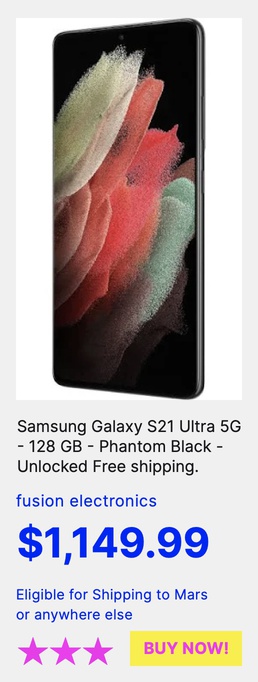 Samsung Galaxy S21 Ultra 5G
- 128 GB - Phantom Black -
Unlocked Free shipping.
fusion electronics
$1,149.99
Eligible for Shipping to Mars
or anywhere else
BUY NOW!